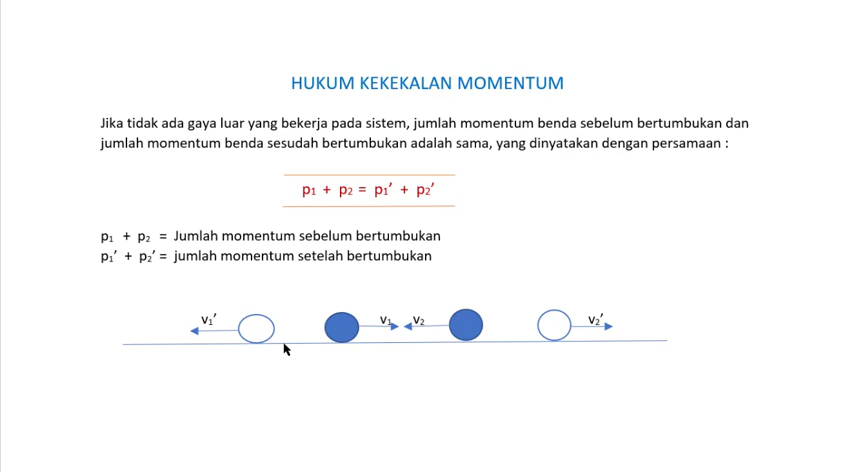 HUKUM KEKEKALAN MOMENTUM
Jika tidak ada gaya luar yang bekerja pada sistem, jumlah momentum benda sebelum bertumbukan dan
jumlah momentum benda sesudah bertumbukan adalah sama, yang dinyatakan dengan persamaan :
p₁ + p₂ = p₁′ + p₂′
p₁ + p₂ = Jumlah momentum sebelum bertumbukan
p₁′ + p₂′ = jumlah momentum setelah bertumbukan
v₁′ v₁ v₂ v₂′